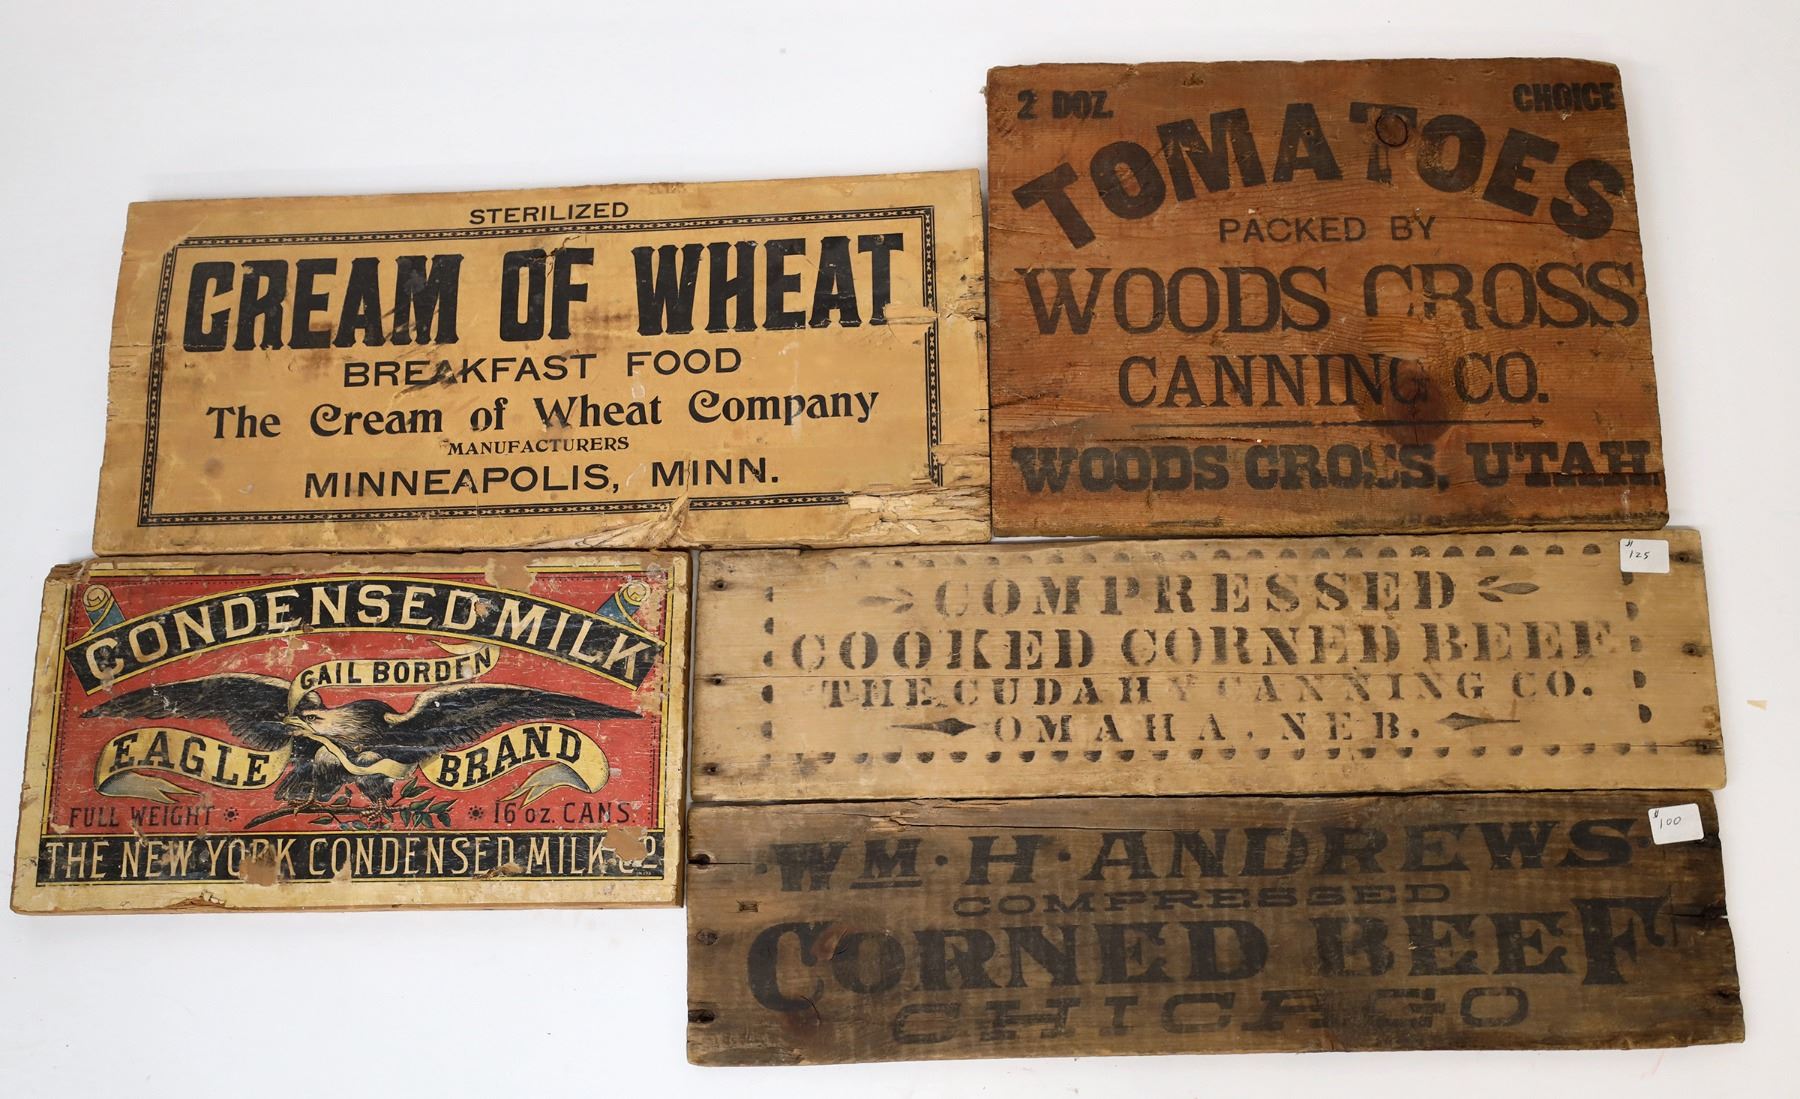 STERILIZED
CREAM OF WHEAT
BREAKFAST FOOD
The Cream of Wheat Company
MANUFACTURERS
MINNEAPOLIS, MINN.
2 DOZ. CHOICE
TOMATOES
PACKED BY
WOODS CROSS
CANNING CO.
WOODS CROSS, UTAH.
CONDENSED MILK
GAIL BORDEN
EAGLE BRAND
FULL WEIGHT * 16 OZ. CANS.
THE NEW YORK CONDENSED MILK CO
125
COMPRESSED
COOKED CORNED BEEF
THE CUDAHY CANNING CO.
OMAHA, NEB.
100
WM · H · ANDREWS
COMPRESSED
CORNED BEEF
CHICAGO